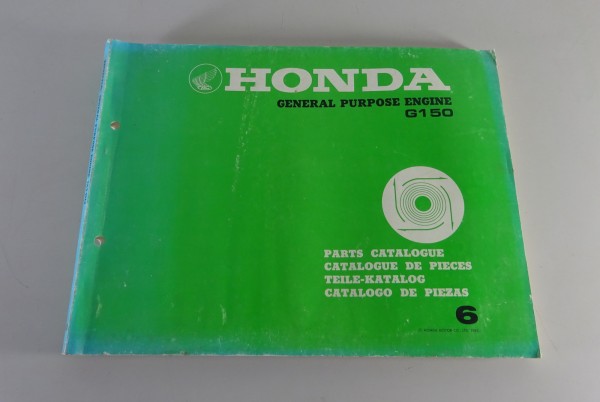 HONDA
GENERAL PURPOSE ENGINE
G150
PARTS CATALOGUE
CATALOGUE DE PIECES
TEILE-KATALOG
CATALOGO DE PIEZAS
6